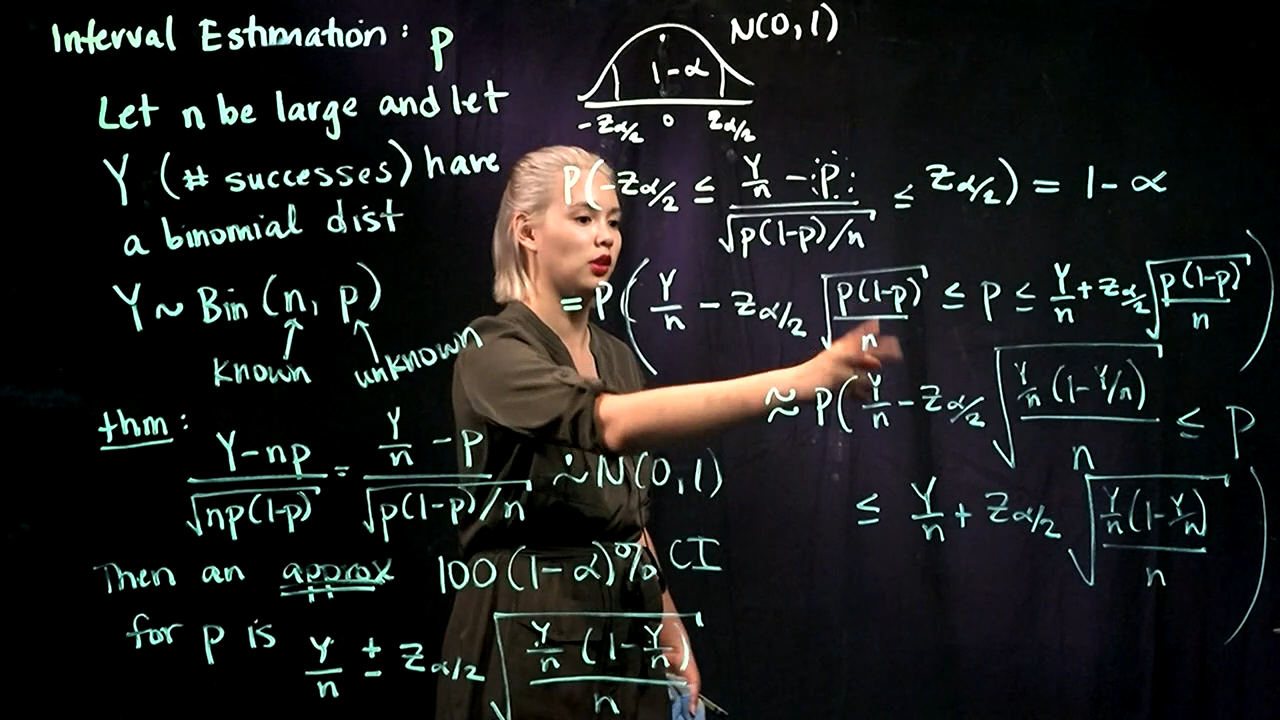 Interval Estimation: p
Let n be large and let
Y (# successes) have
a binomial dist
Y ~ Bin (n, p)
known unknown
thm:
Y-np / √np(1-p) = Y/n - p / √p(1-p)/n ∼̇ N(0,1)
Then an approx 100(1-α)% CI
for p is Y/n ± zα/2 √(Y/n (1-Y/n) / n)
N(0,1)
1-α
-zα/2 0 zα/2
P(-zα/2 ≤ Y/n - p / √p(1-p)/n ≤ zα/2) = 1-α
= P(Y/n - zα/2 √(p(1-p)/n) ≤ p ≤ Y/n + zα/2 √(p(1-p)/n))
≈ P(Y/n - zα/2 √(Y/n (1-Y/n) / n) ≤ p
≤ Y/n + zα/2 √(Y/n (1-Y/n) / n))